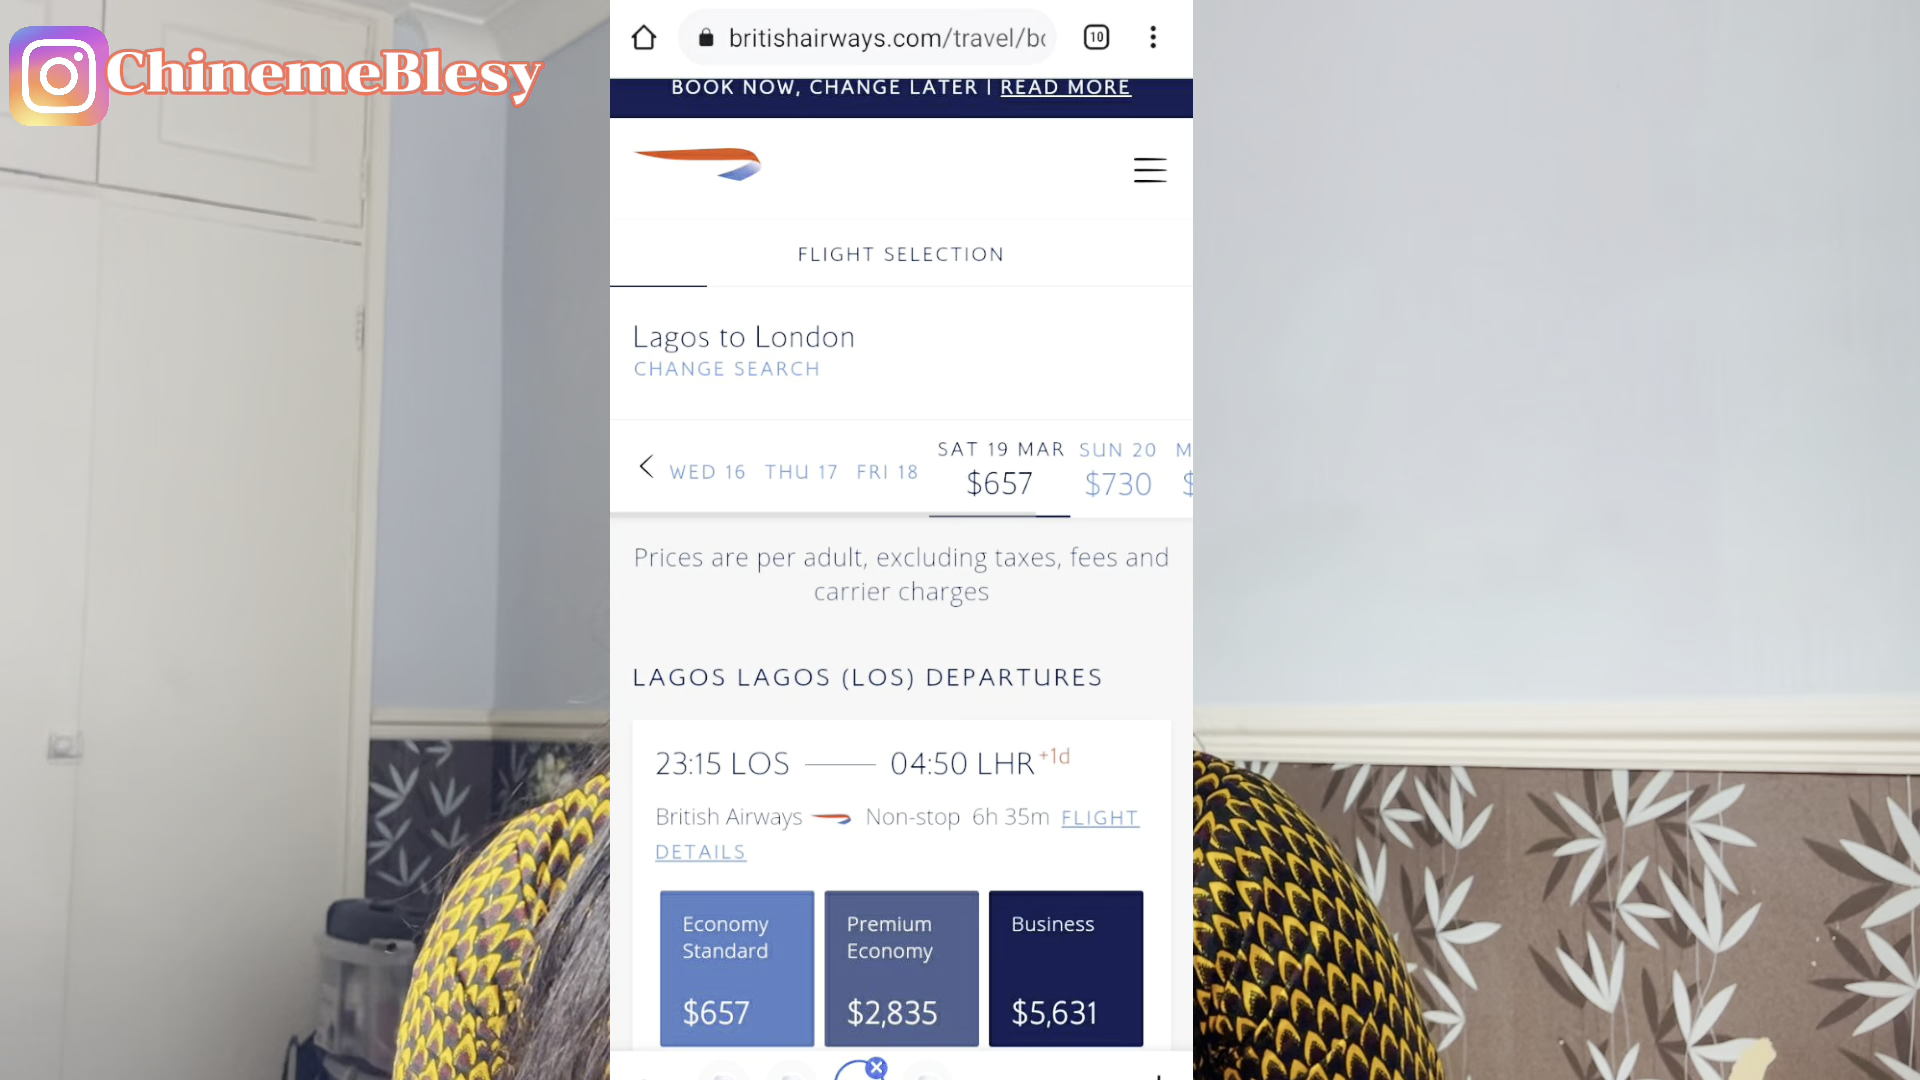 ChinemeBlesy
britishairways.com/travel/bo
10
BOOK NOW, CHANGE LATER | READ MORE
FLIGHT SELECTION
Lagos to London
CHANGE SEARCH
WED 16 THU 17 FRI 18 SAT 19 MAR SUN 20 M
$657 $730 $
Prices are per adult, excluding taxes, fees and
carrier charges
LAGOS LAGOS (LOS) DEPARTURES
23:15 LOS 04:50 LHR +1d
British Airways Non-stop 6h 35m FLIGHT
DETAILS
Economy
Standard
$657
Premium
Economy
$2,835
Business
$5,631